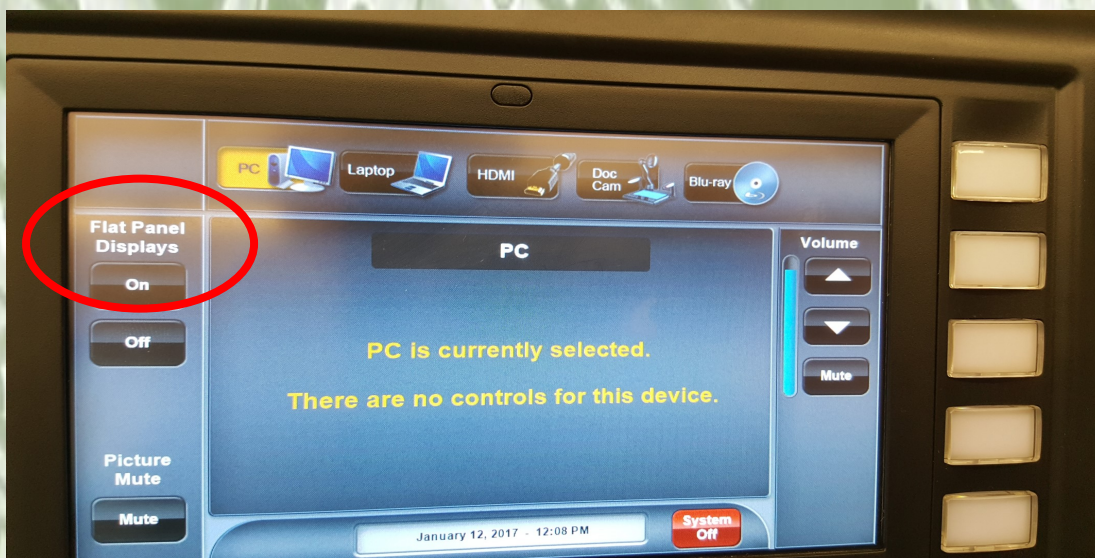 PC
Laptop
HDMI
Doc
Cam
Blu-ray
Flat Panel
Displays
On
Off
Picture
Mute
Mute
PC
PC is currently selected.
There are no controls for this device.
Volume
Mute
January 12, 2017 - 12:08 PM
System
Off